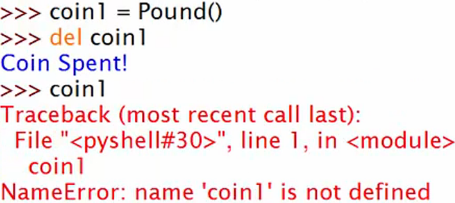 >>> coin1 = Pound()
>>> del coin1
Coin Spent!
>>> coin1
Traceback (most recent call last):
  File "<pyshell#30>", line 1, in <module>
    coin1
NameError: name 'coin1' is not defined